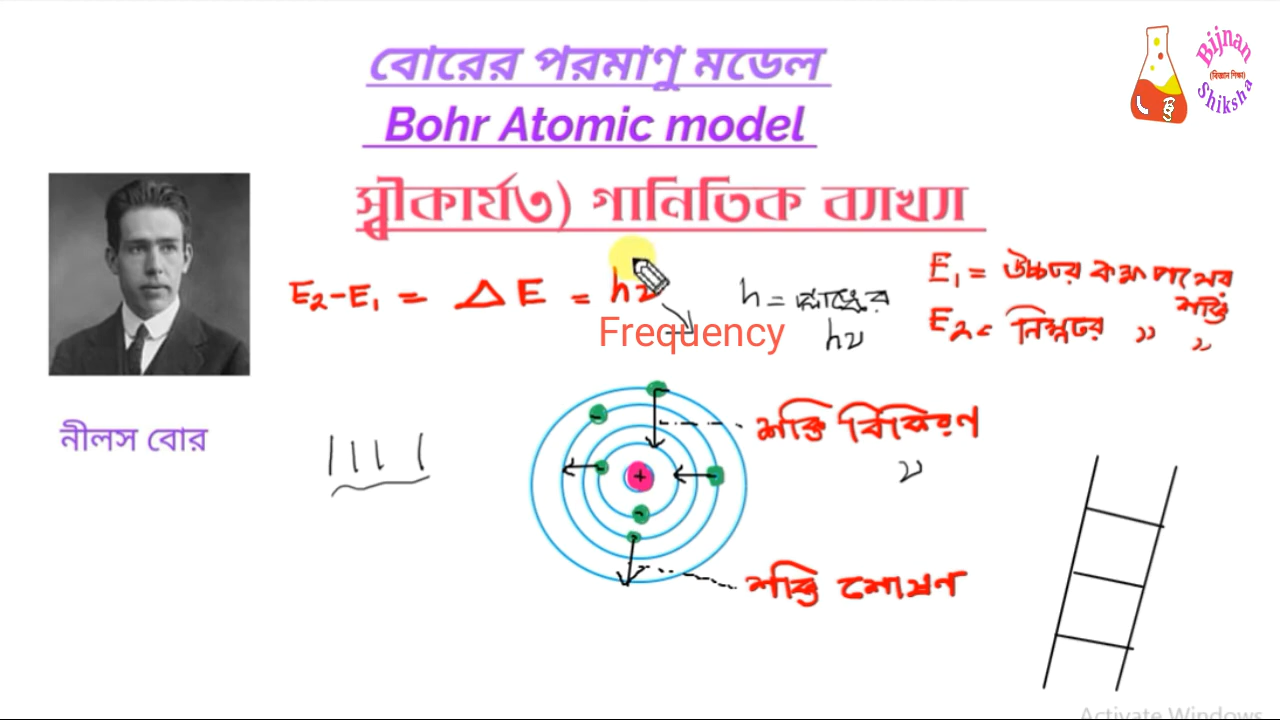 বোরের পরমাণু মডেল
Bohr Atomic model
Bijnan
(বিজ্ঞান শিক্ষা)
Shiksha
স্বীকার্য৩) গানিতিক ব্যাখ্যা
E₂-E₁ = ΔE = hν
Frequency
h = প্লাঙ্কের
hν
E₁ = উচ্চতর কক্ষ পথের শক্তি
E₂ = নিম্নতর " "
নীলস বোর
+
শক্তি বিকিরণ
ν
শক্তি শোষণ
Activate Windows